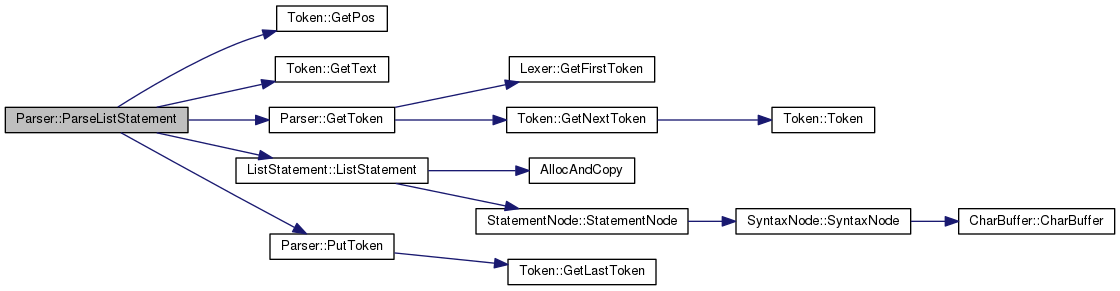 Token::GetPos
Token::GetText
Lexer::GetFirstToken
Parser::ParseListStatement
Parser::GetToken
Token::GetNextToken
Token::Token
ListStatement::ListStatement
AllocAndCopy
StatementNode::StatementNode
SyntaxNode::SyntaxNode
CharBuffer::CharBuffer
Parser::PutToken
Token::GetLastToken